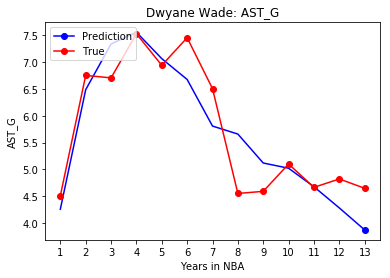 Dwyane Wade: AST_G
Prediction
True
7.5
7.0
6.5
6.0
5.5
5.0
4.5
4.0
AST_G
1 2 3 4 5 6 7 8 9 10 11 12 13
Years in NBA